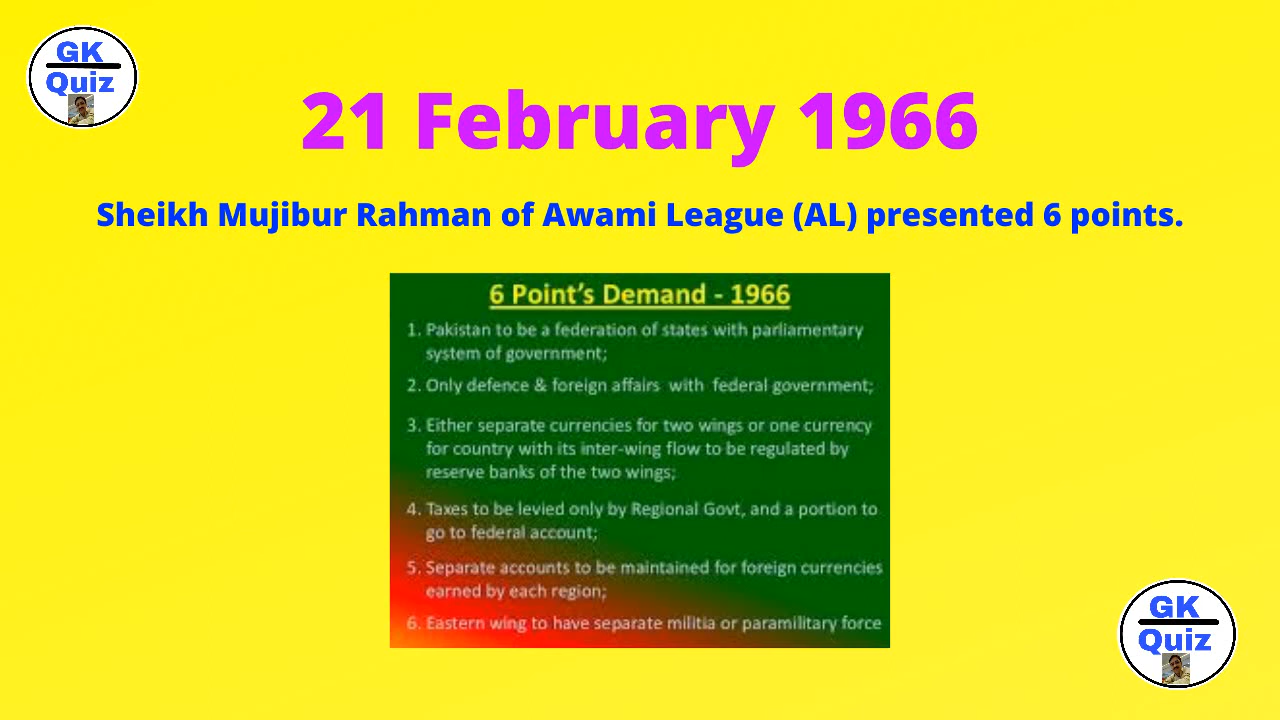 GK
Quiz
21 February 1966
Sheikh Mujibur Rahman of Awami League (AL) presented 6 points.
6 Point's Demand - 1966
1. Pakistan to be a federation of states with parliamentary
system of government;
2. Only defence & foreign affairs with federal government;
3. Either separate currencies for two wings or one currency
for country with its inter-wing flow to be regulated by
reserve banks of the two wings;
4. Taxes to be levied only by Regional Govt, and a portion to
go to federal account;
5. Separate accounts to be maintained for foreign currencies
earned by each region;
6. Eastern wing to have separate militia or paramilitary force
GK
Quiz